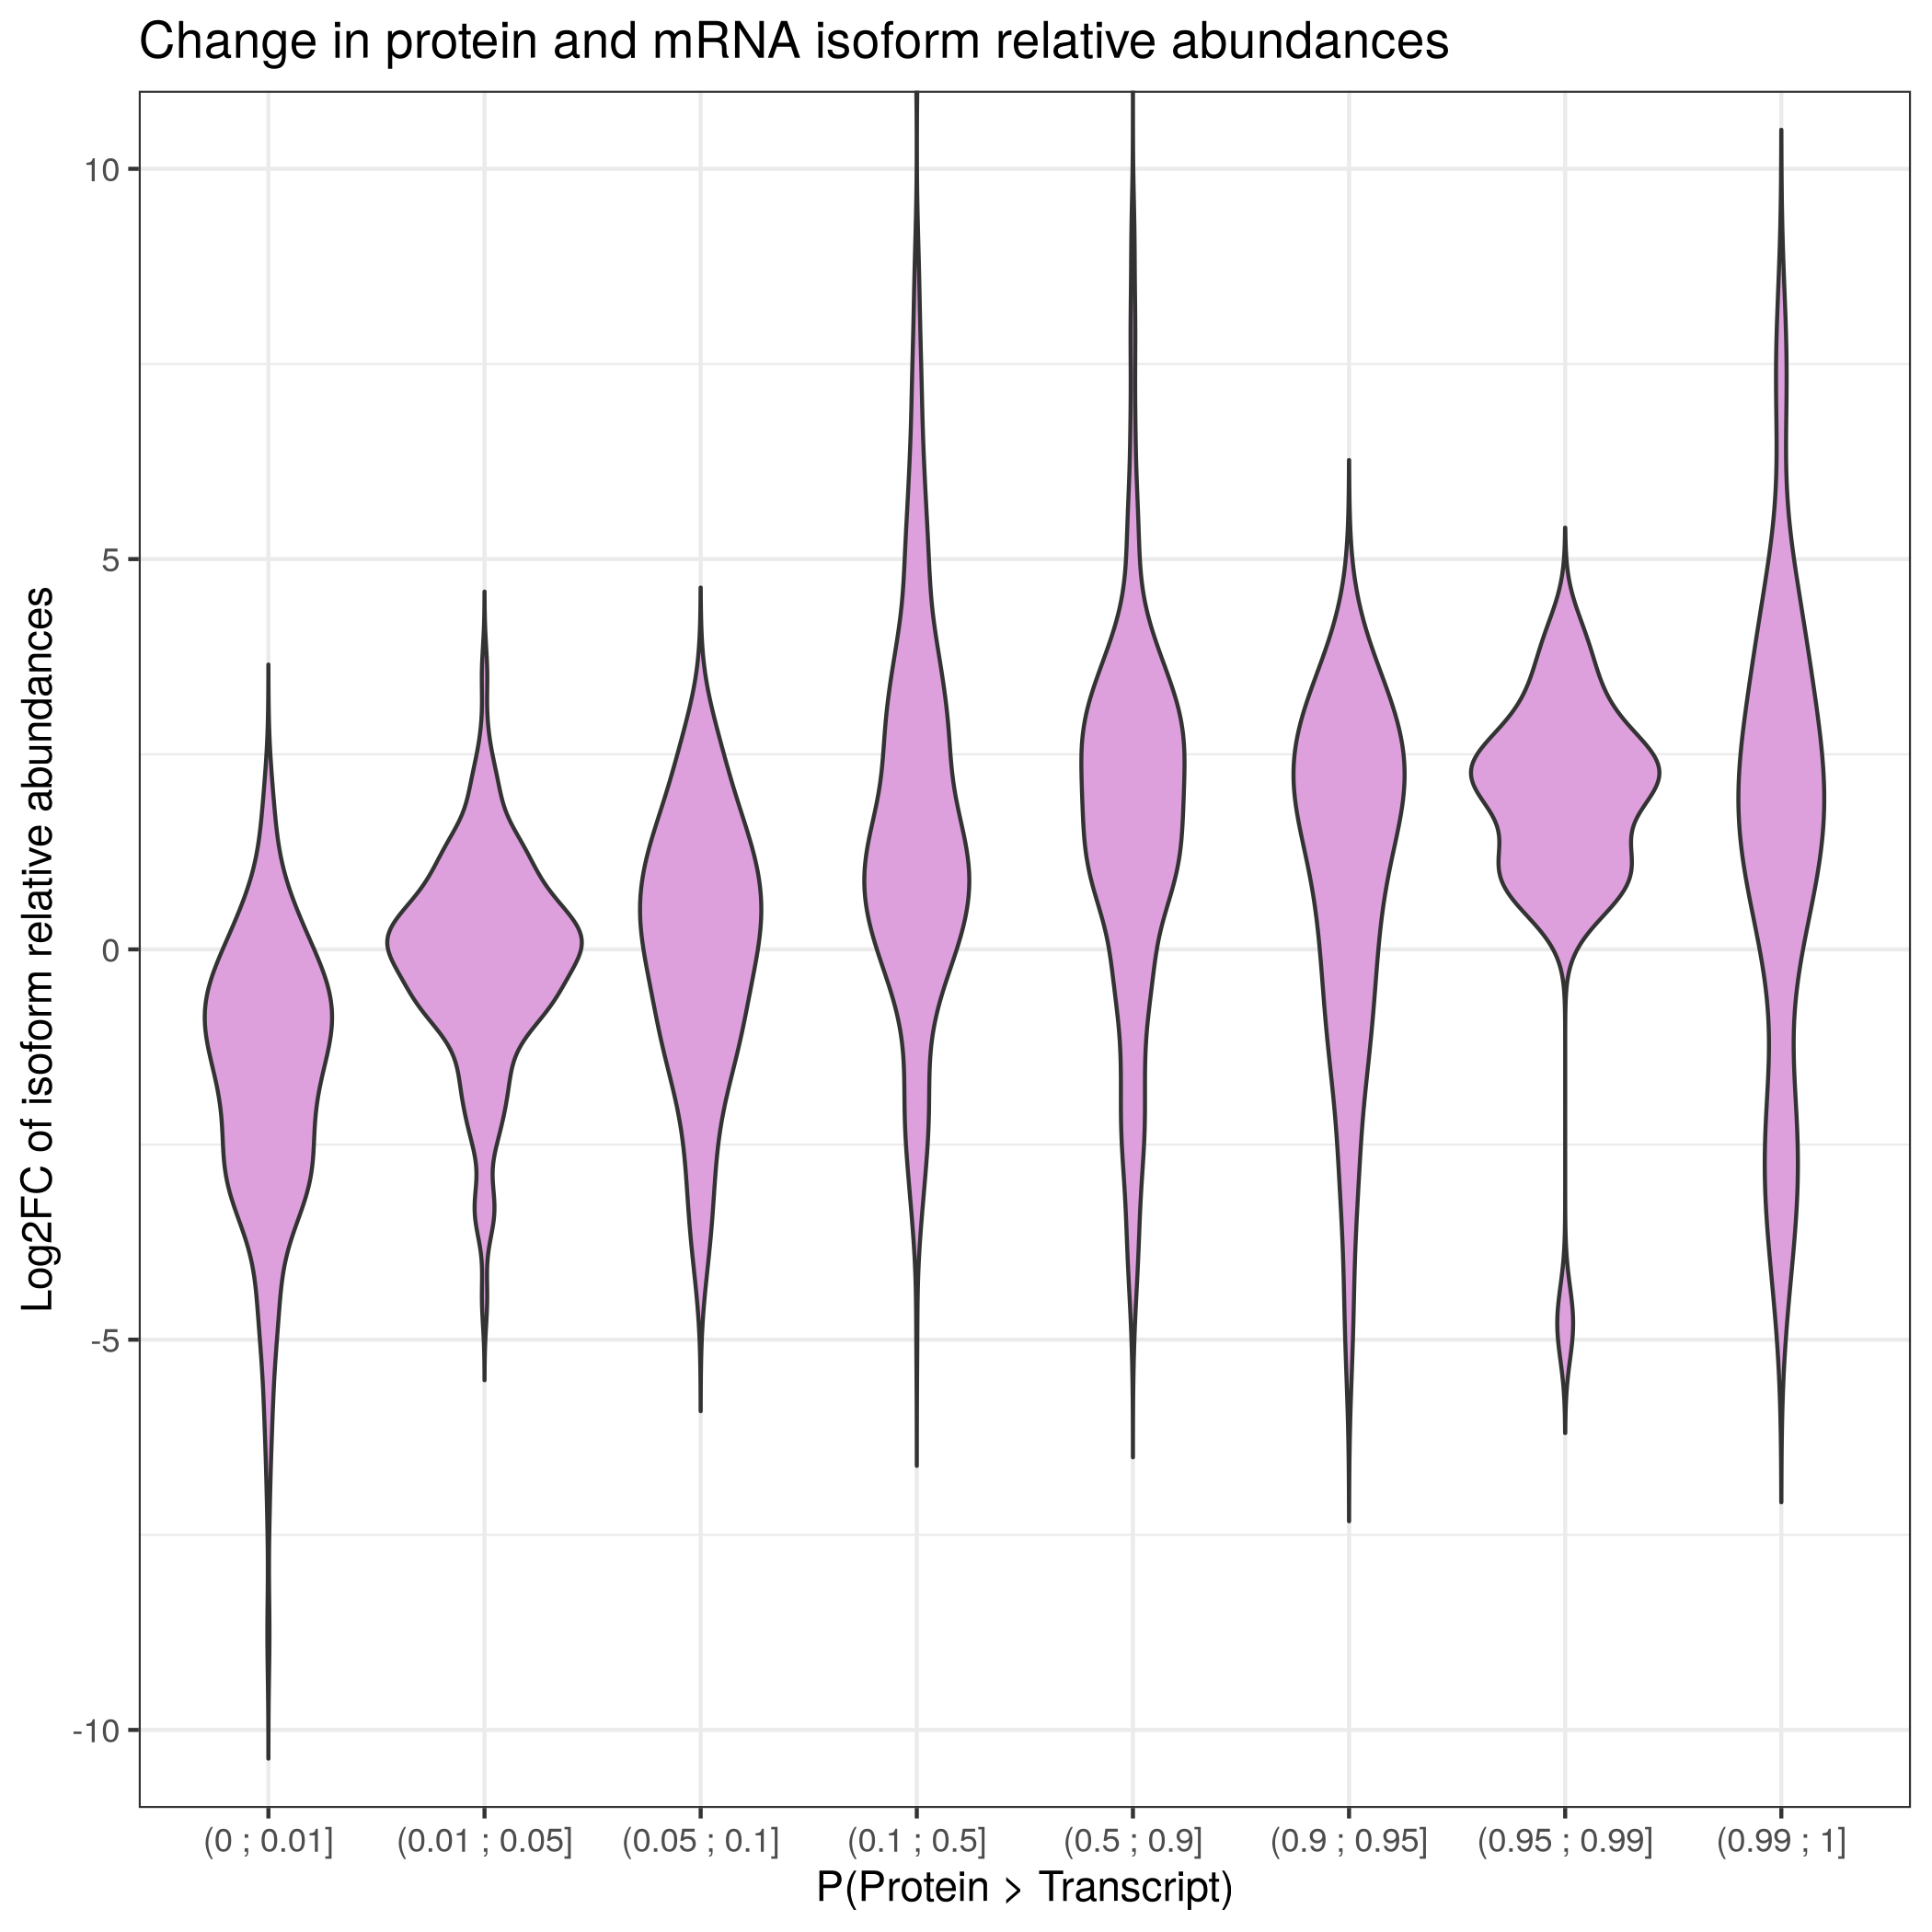 Change in protein and mRNA isoform relative abundances
Log2FC of isoform relative abundances
10
5
0
-5
-10
(0 ; 0.01]
(0.01 ; 0.05]
(0.05 ; 0.1]
(0.1 ; 0.5]
(0.5 ; 0.9]
(0.9 ; 0.95]
(0.95 ; 0.99]
(0.99 ; 1]
P(Protein > Transcript)